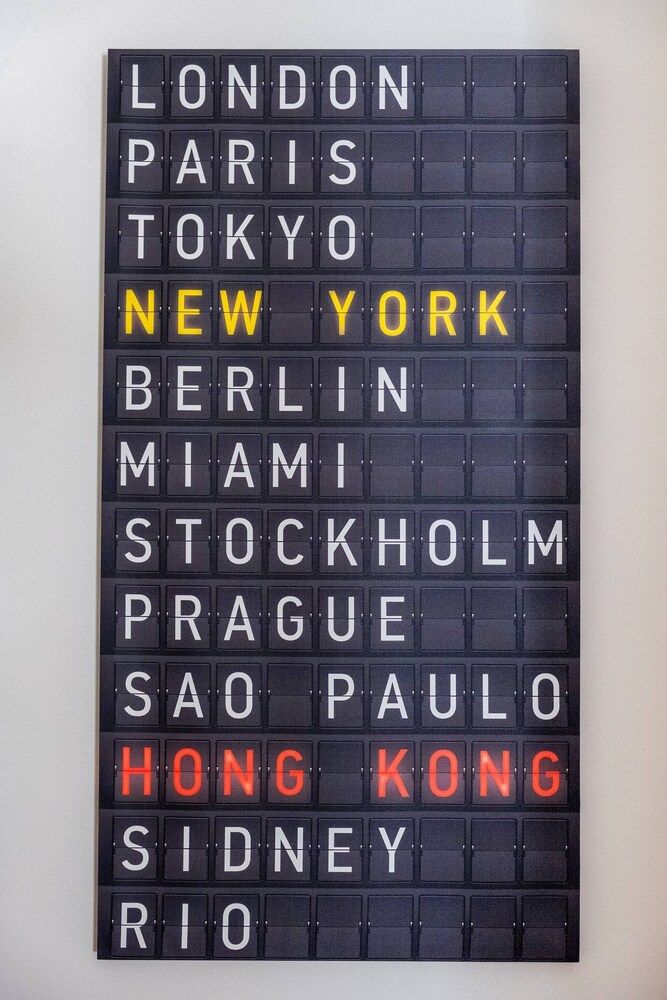 LONDON
PARIS
TOKYO
NEW YORK
BERLIN
MIAMI
STOCKHOLM
PRAGUE
SAO PAULO
HONG KONG
SIDNEY
RIO